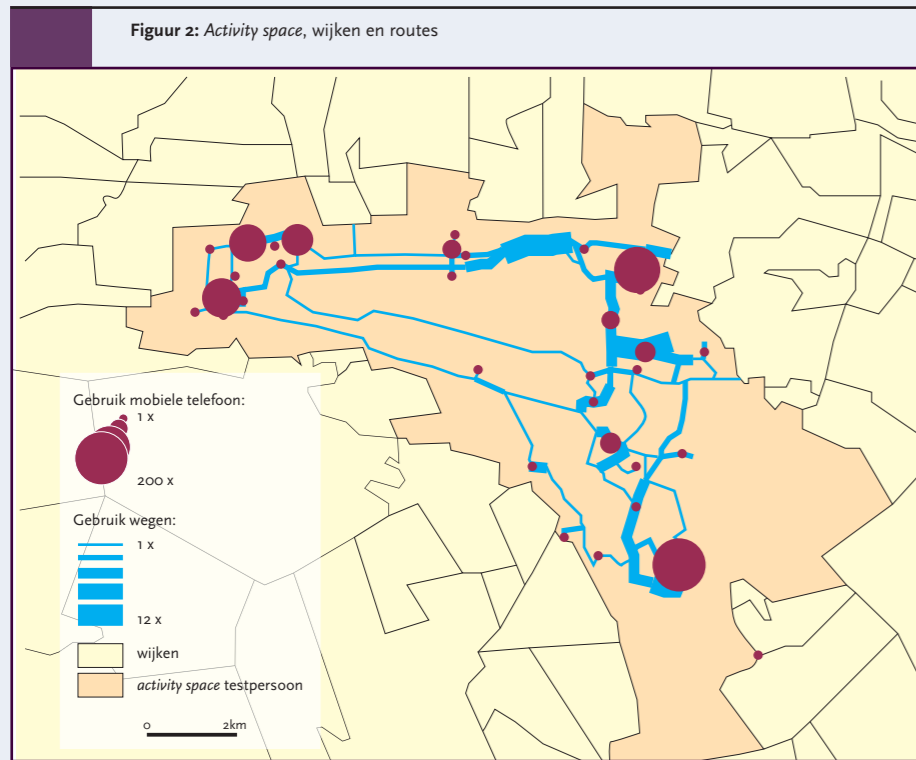 Figuur 2: Activity space, wijken en routes
Gebruik mobiele telefoon:
1 x
200 x
Gebruik wegen:
1 x
12 x
wijken
activity space testpersoon
0 2km